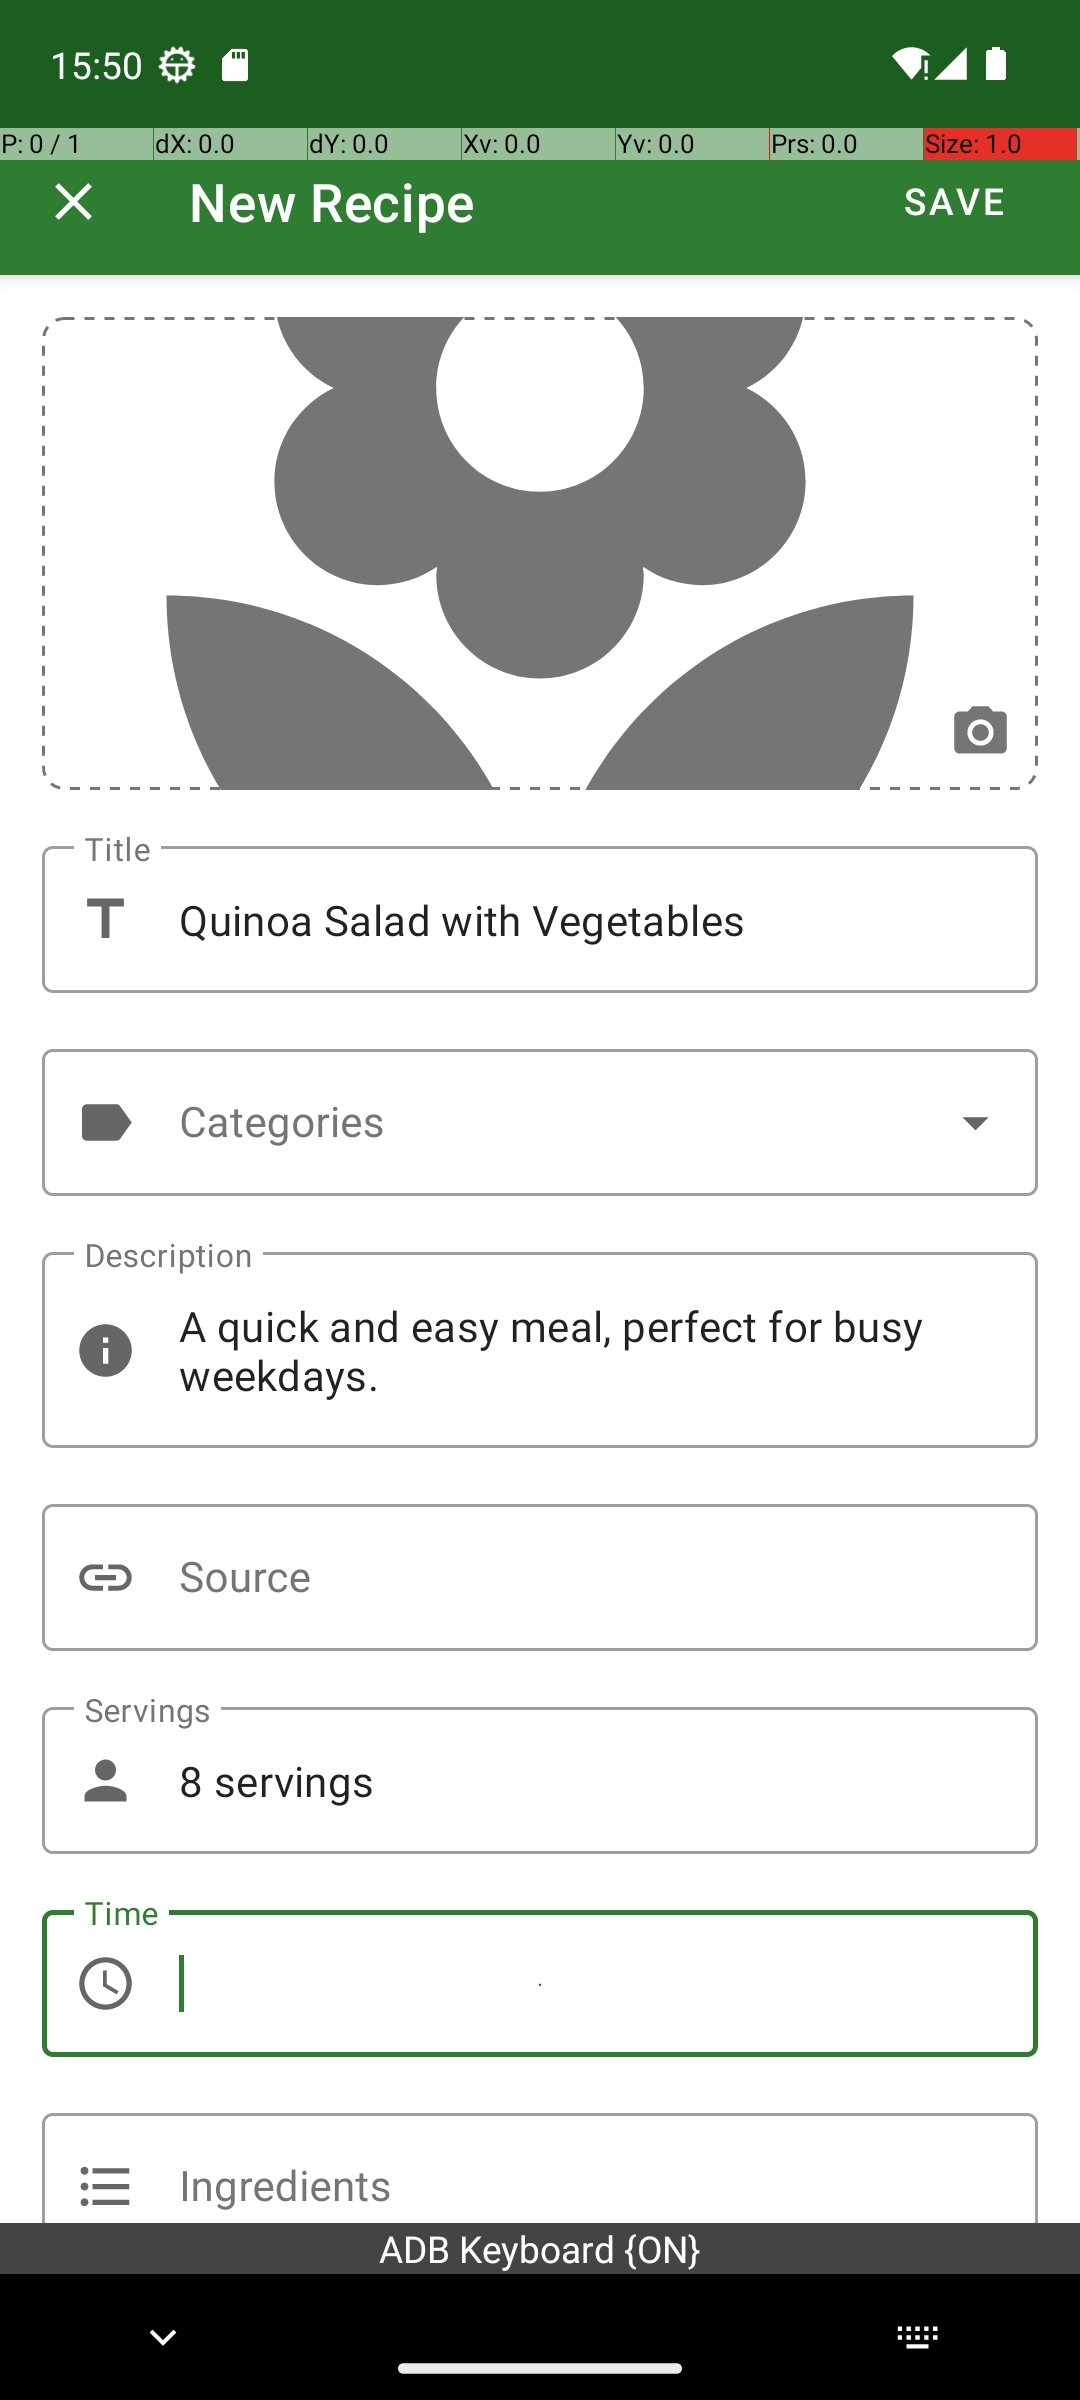 15:50
P: 0 / 1
dX: 0.0
dY: 0.0
Xv: 0.0
Yv: 0.0
Prs: 0.0
Size: 1.0
New Recipe
SAVE
Title
Quinoa Salad with Vegetables
Categories
Description
A quick and easy meal, perfect for busy
weekdays.
Source
Servings
8 servings
Time
Ingredients
ADB Keyboard {ON}